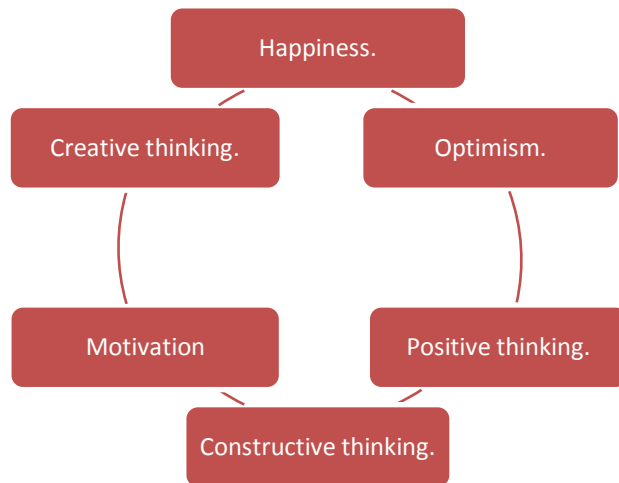 Happiness.
Creative thinking.
Optimism.
Motivation
Positive thinking.
Constructive thinking.